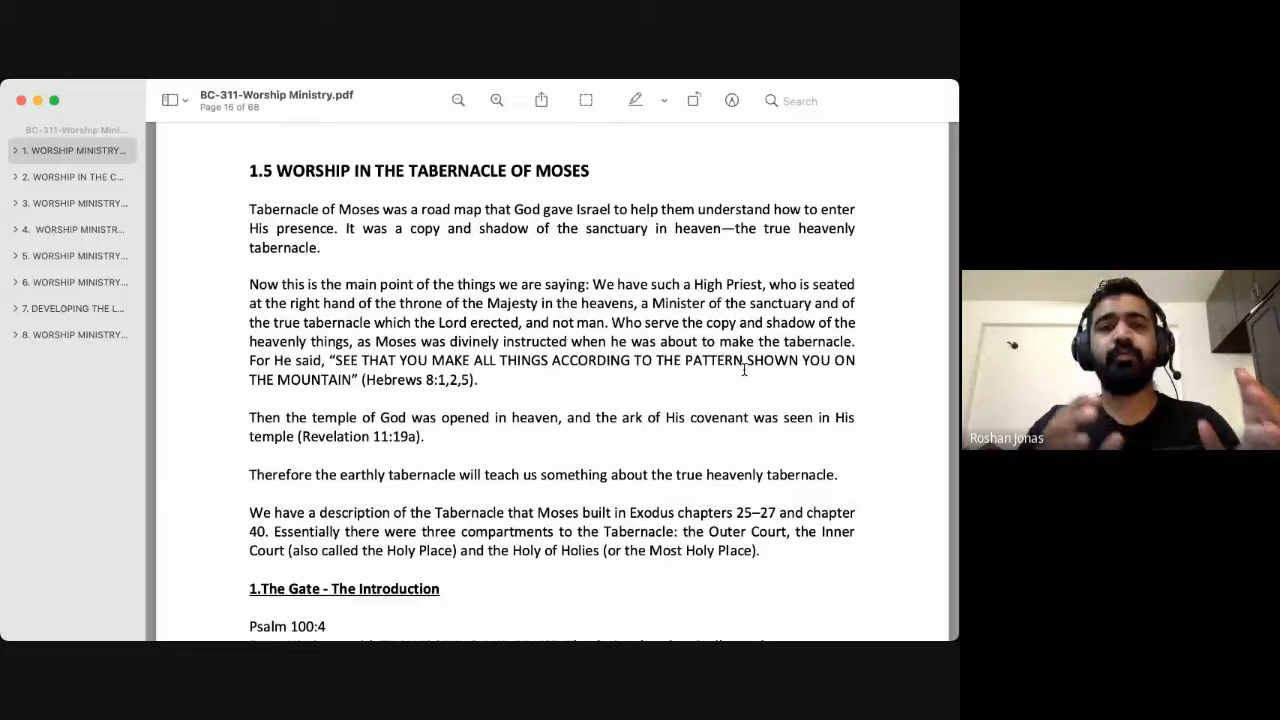 BC-311-Worship Ministry.pdf
Page 16 of 68
Search
BC-311-Worship Mini...
1. WORSHIP MINISTRY...
2. WORSHIP IN THE C...
3. WORSHIP MINISTRY...
4. WORSHIP MINISTR...
5. WORSHIP MINISTRY...
6. WORSHIP MINISTRY...
7. DEVELOPING THE L...
8. WORSHIP MINISTRY...
1.5 WORSHIP IN THE TABERNACLE OF MOSES
Tabernacle of Moses was a road map that God gave Israel to help them understand how to enter
His presence. It was a copy and shadow of the sanctuary in heaven—the true heavenly
tabernacle.
Now this is the main point of the things we are saying: We have such a High Priest, who is seated
at the right hand of the throne of the Majesty in the heavens, a Minister of the sanctuary and of
the true tabernacle which the Lord erected, and not man. Who serve the copy and shadow of the
heavenly things, as Moses was divinely instructed when he was about to make the tabernacle.
For He said, “SEE THAT YOU MAKE ALL THINGS ACCORDING TO THE PATTERN SHOWN YOU ON
THE MOUNTAIN” (Hebrews 8:1,2,5).
Then the temple of God was opened in heaven, and the ark of His covenant was seen in His
temple (Revelation 11:19a).
Therefore the earthly tabernacle will teach us something about the true heavenly tabernacle.
We have a description of the Tabernacle that Moses built in Exodus chapters 25–27 and chapter
40. Essentially there were three compartments to the Tabernacle: the Outer Court, the Inner
Court (also called the Holy Place) and the Holy of Holies (or the Most Holy Place).
1.The Gate - The Introduction
Psalm 100:4
Roshan Jonas